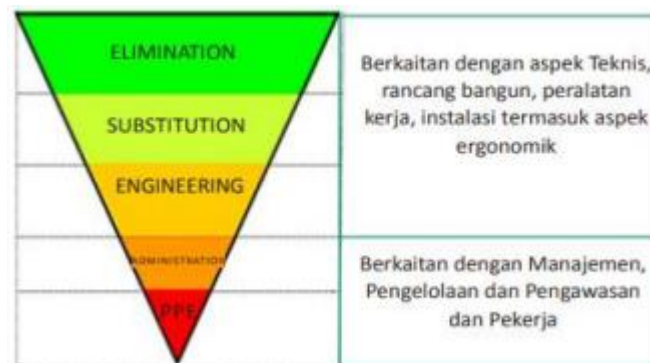 ELIMINATION
SUBSTITUTION
ENGINEERING
ADMINISTRATION
PPE
Berkaitan dengan aspek Teknis,
rancang bangun, peralatan
kerja, instalasi termasuk aspek
ergonomik
Berkaitan dengan Manajemen,
Pengelolaan dan Pengawasan
dan Pekerja